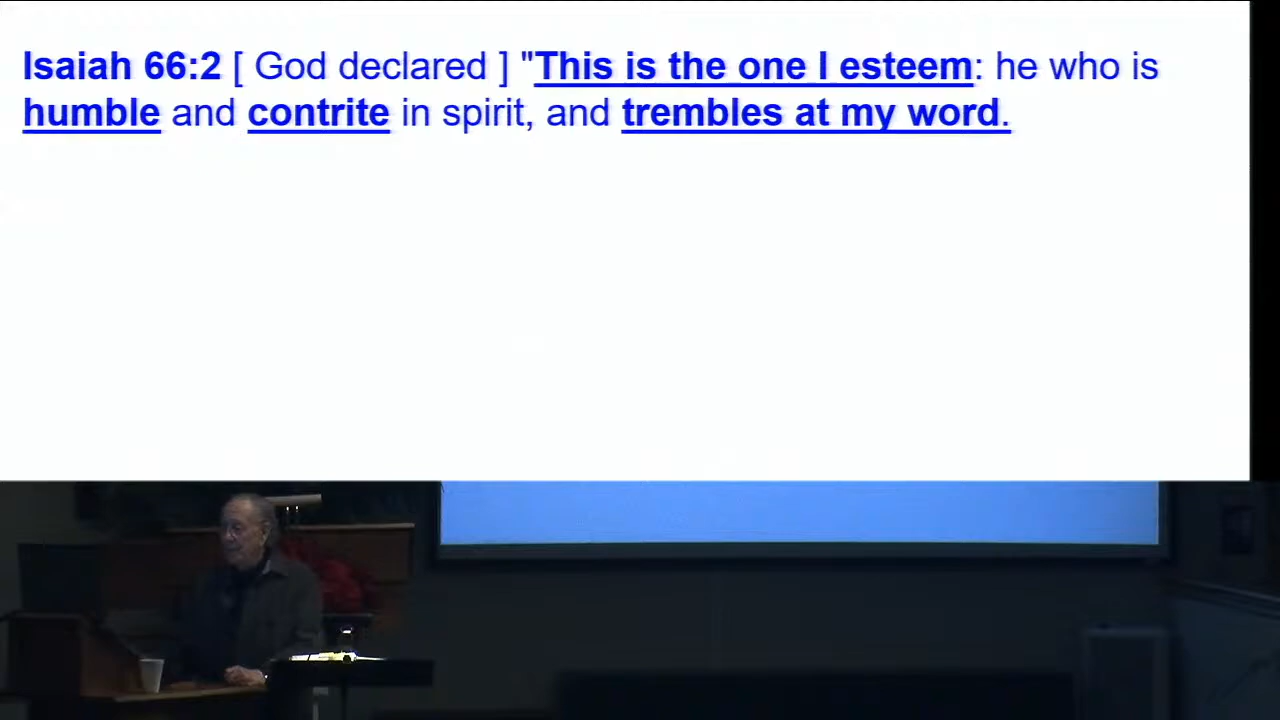 Isaiah 66:2 [ God declared ] "This is the one I esteem: he who is
humble and contrite in spirit, and trembles at my word.